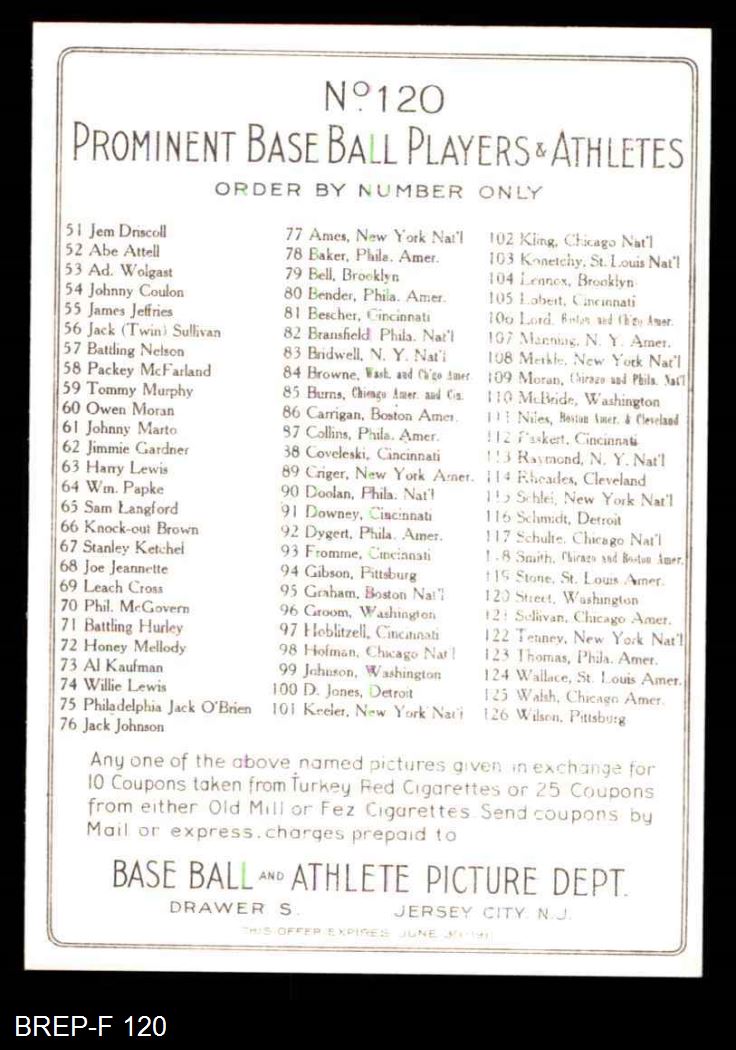 No. 120
PROMINENT BASE BALL PLAYERS & ATHLETES
ORDER BY NUMBER ONLY
51 Jem Driscoll
52 Abe Attell
53 Ad. Wolgast
54 Johnny Coulon
55 James Jeffries
56 Jack (Twin) Sullivan
57 Battling Nelson
58 Packey McFarland
59 Tommy Murphy
60 Owen Moran
61 Johnny Marto
62 Jimmie Gardner
63 Harry Lewis
64 Wm. Papke
65 Sam Langford
66 Knock-out Brown
67 Stanley Ketchel
68 Joe Jeannette
69 Leach Cross
70 Phil. McGovern
71 Battling Hurley
72 Honey Mellody
73 Al Kaufman
74 Willie Lewis
75 Philadelphia Jack O'Brien
76 Jack Johnson
77 Ames, New York Nat'l
78 Baker, Phila. Amer.
79 Bell, Brooklyn
80 Bender, Phila. Amer.
81 Bescher, Cincinnati
82 Bransfield Phila. Nat'l
83 Bridwell, N. Y. Nat'l
84 Browne, Wash. and Ch'go Amer.
85 Burns, Chicago Amer. and Cin.
86 Carrigan, Boston Amer.
87 Collins, Phila. Amer.
88 Coveleski, Cincinnati
89 Criger, New York Amer.
90 Doolan, Phila. Nat'l
91 Downey, Cincinnati
92 Dygert, Phila. Amer.
93 Fromme, Cincinnati
94 Gibson, Pittsburg
95 Graham, Boston Nat'l
96 Groom, Washington
97 Hoblitzell, Cincinnati
98 Hofman, Chicago Nat'l
99 Johnson, Washington
100 D. Jones, Detroit
101 Keeler, New York Nat'l
102 Kling, Chicago Nat'l
103 Konetchy, St. Louis Nat'l
104 Lennox, Brooklyn
105 Lobert, Cincinnati
106 Lord, Boston and Ch'go Amer.
107 Manning, N. Y. Amer.
108 Merkle, New York Nat'l
109 Moran, Chicago and Phila. Nat'l
110 McBride, Washington
111 Niles, Boston Amer. & Cleveland
112 Paskert, Cincinnati
113 Raymond, N. Y. Nat'l
114 Rhoades, Cleveland
115 Schlei, New York Nat'l
116 Schmidt, Detroit
117 Schulte, Chicago Nat'l
118 Smith, Chicago and Boston Amer.
119 Stone, St. Louis Amer.
120 Street, Washington
121 Sullivan, Chicago Amer.
122 Tenney, New York Nat'l
123 Thomas, Phila. Amer.
124 Wallace, St. Louis Amer.
125 Walsh, Chicago Amer.
126 Wilson, Pittsburg
Any one of the above named pictures given in exchange for
10 Coupons taken from Turkey Red Cigarettes or 25 Coupons
from either Old Mill or Fez Cigarettes. Send coupons by
Mail or express, charges prepaid to
BASE BALL AND ATHLETE PICTURE DEPT.
DRAWER S. JERSEY CITY. N.J.
THIS OFFER EXPIRES JUNE
BREP-F 120